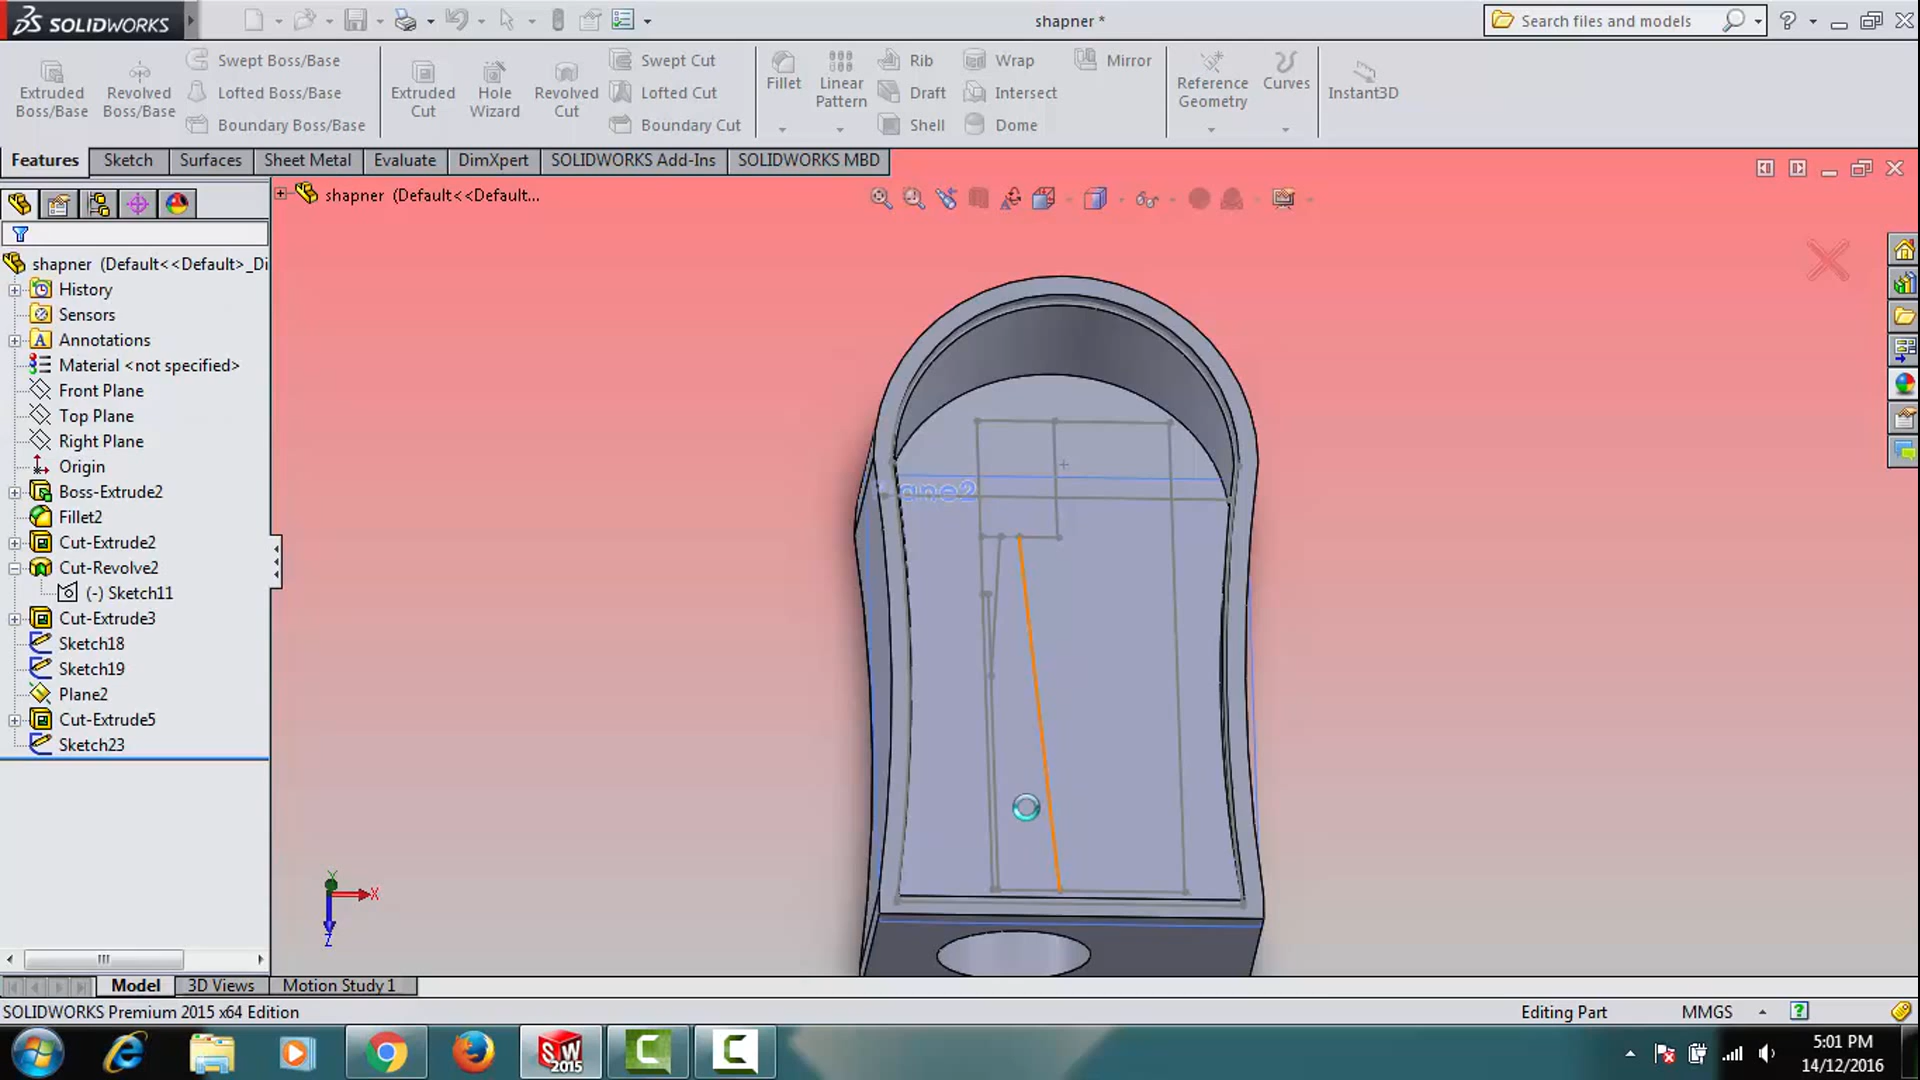 SOLIDWORKS
shapner *
Search files and models
Extruded Boss/Base
Revolved Boss/Base
Swept Boss/Base
Lofted Boss/Base
Boundary Boss/Base
Extruded Cut
Hole Wizard
Revolved Cut
Swept Cut
Lofted Cut
Boundary Cut
Fillet
Linear Pattern
Rib
Draft
Shell
Wrap
Intersect
Dome
Mirror
Reference Geometry
Curves
Instant3D
Features
Sketch
Surfaces
Sheet Metal
Evaluate
DimXpert
SOLIDWORKS Add-Ins
SOLIDWORKS MBD
shapner (Default<<Default...
shapner (Default<<Default>_Di
History
Sensors
Annotations
Material <not specified>
Front Plane
Top Plane
Right Plane
Origin
Boss-Extrude2
Fillet2
Cut-Extrude2
Cut-Revolve2
(-) Sketch11
Cut-Extrude3
Sketch18
Sketch19
Plane2
Cut-Extrude5
Sketch23
ane2
Y
X
Z
Model
3D Views
Motion Study 1
SOLIDWORKS Premium 2015 x64 Edition
Editing Part
MMGS
SW
2015
5:01 PM
14/12/2016